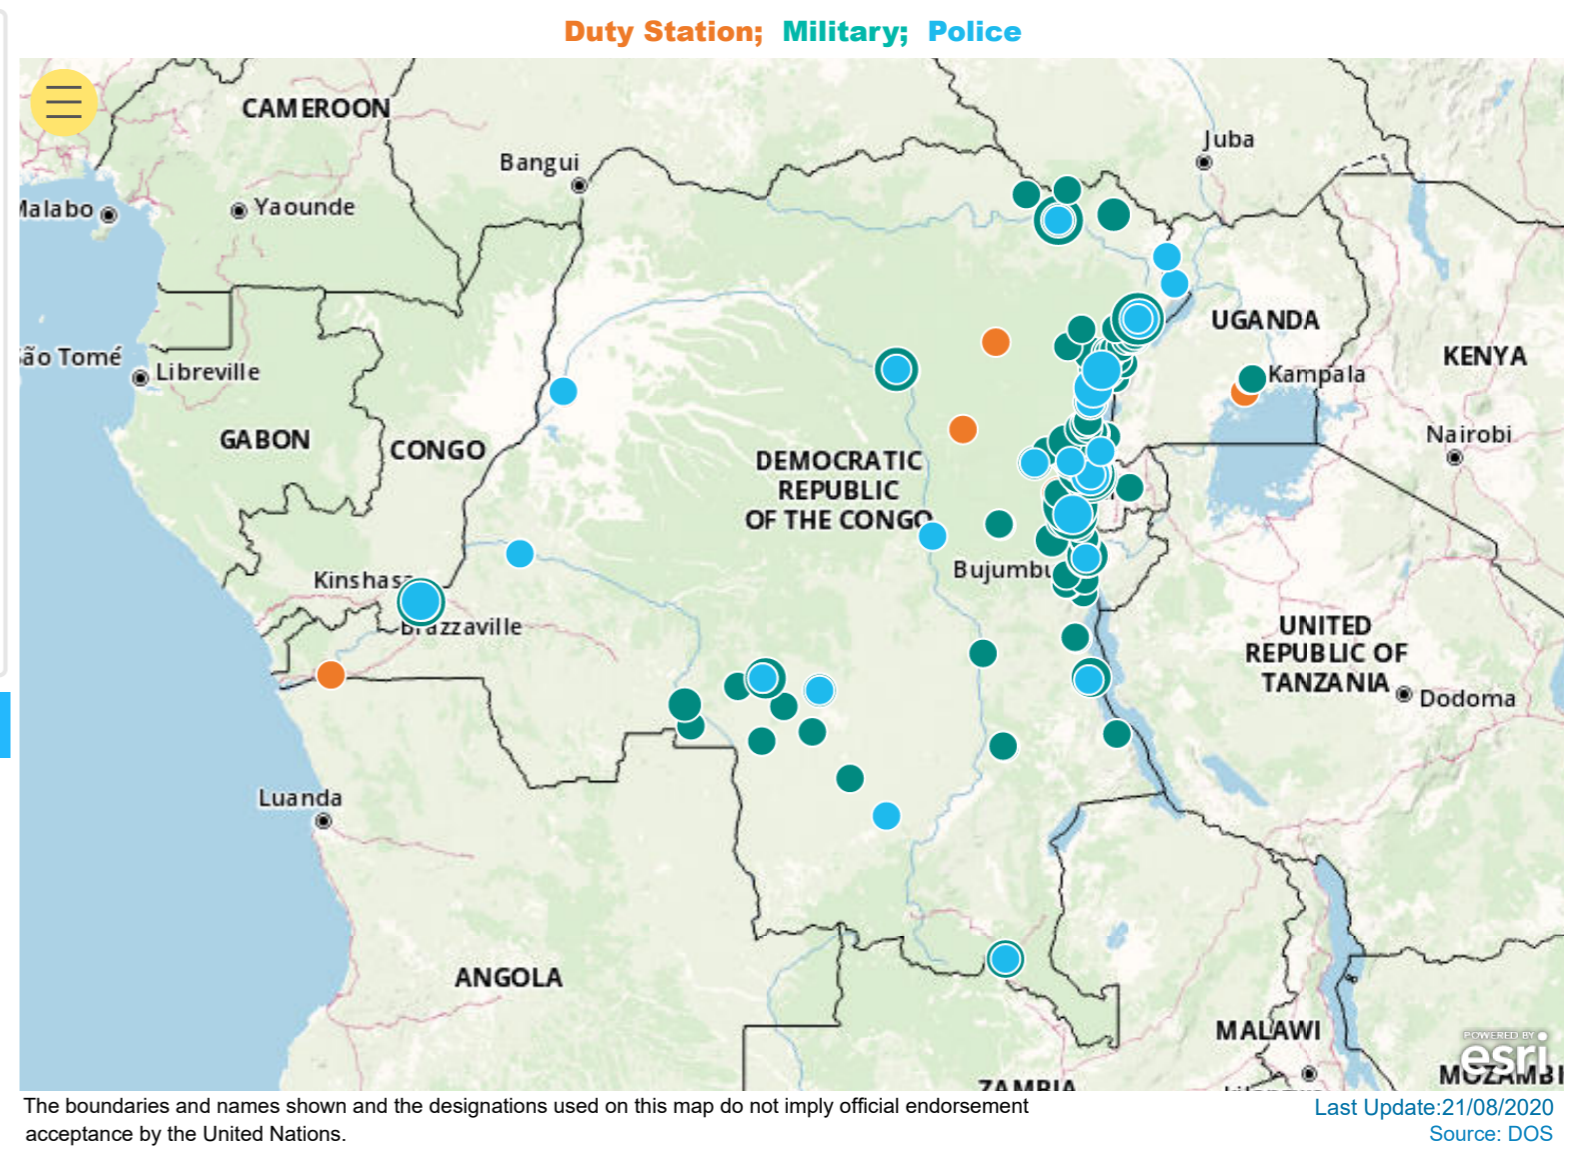 Duty Station; Military; Police
CAMEROON
Juba
Bangui
Malabo
Yaounde
UGANDA
São Tomé
Libreville
KENYA
Kampala
GABON
CONGO
Nairobi
DEMOCRATIC
REPUBLIC
OF THE CONGO
Bujumbu
Kinshasa
Brazzaville
UNITED
REPUBLIC OF
TANZANIA
Dodoma
Luanda
ANGOLA
MALAWI
POWERED BY
esri
ZAMBIA
MOZAMBI
The boundaries and names shown and the designations used on this map do not imply official endorsement
acceptance by the United Nations.
Last Update:21/08/2020
Source: DOS